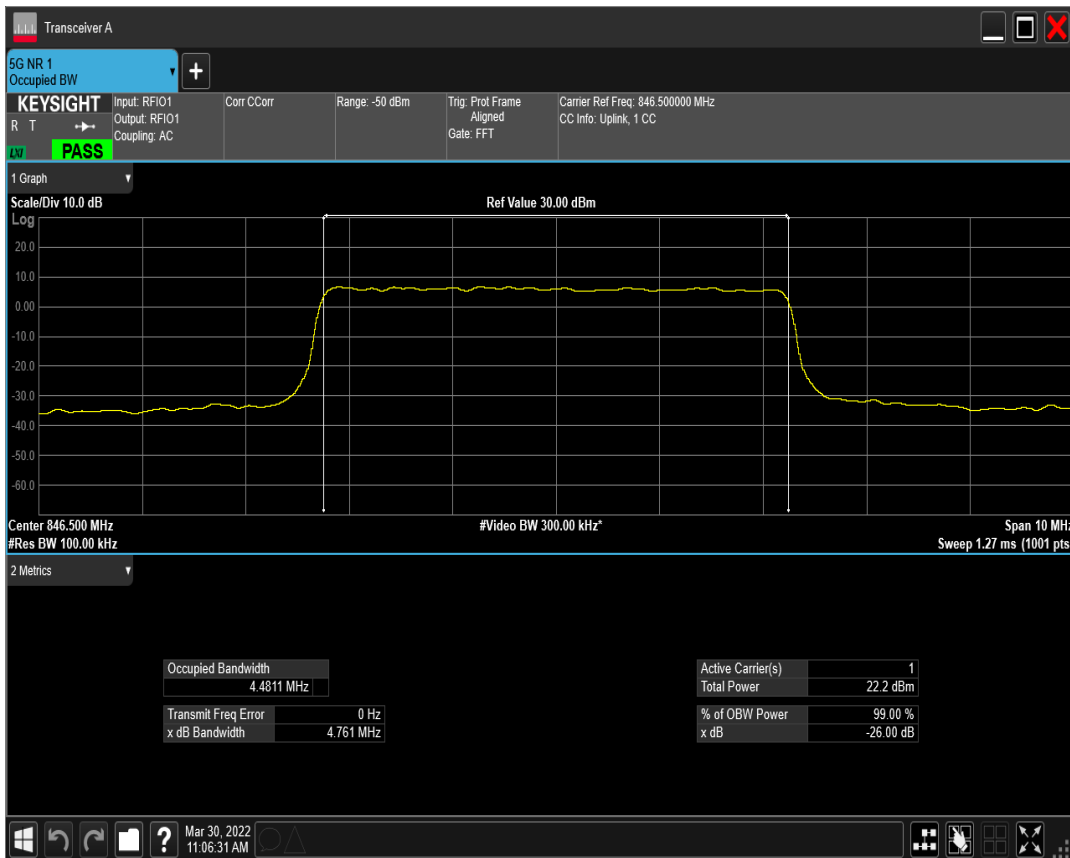 Transceiver A
5G NR 1
Occupied BW
KEYSIGHT
R T
LXI
PASS
Input: RFIO1
Output: RFIO1
Coupling: AC
Corr CCorr
Range: -50 dBm
Trig: Prot Frame
Aligned
Gate: FFT
Carrier Ref Freq: 846.500000 MHz
CC Info: Uplink, 1 CC
1 Graph
Scale/Div 10.0 dB
Ref Value 30.00 dBm
Log
20.0
10.0
0.00
-10.0
-20.0
-30.0
-40.0
-50.0
-60.0
Center 846.500 MHz
#Video BW 300.00 kHz*
Span 10 MHz
#Res BW 100.00 kHz
Sweep 1.27 ms (1001 pts
2 Metrics
Occupied Bandwidth
4.4811 MHz
Transmit Freq Error 0 Hz
x dB Bandwidth 4.761 MHz
Active Carrier(s) 1
Total Power 22.2 dBm
% of OBW Power 99.00 %
x dB -26.00 dB
?
Mar 30, 2022
11:06:31 AM